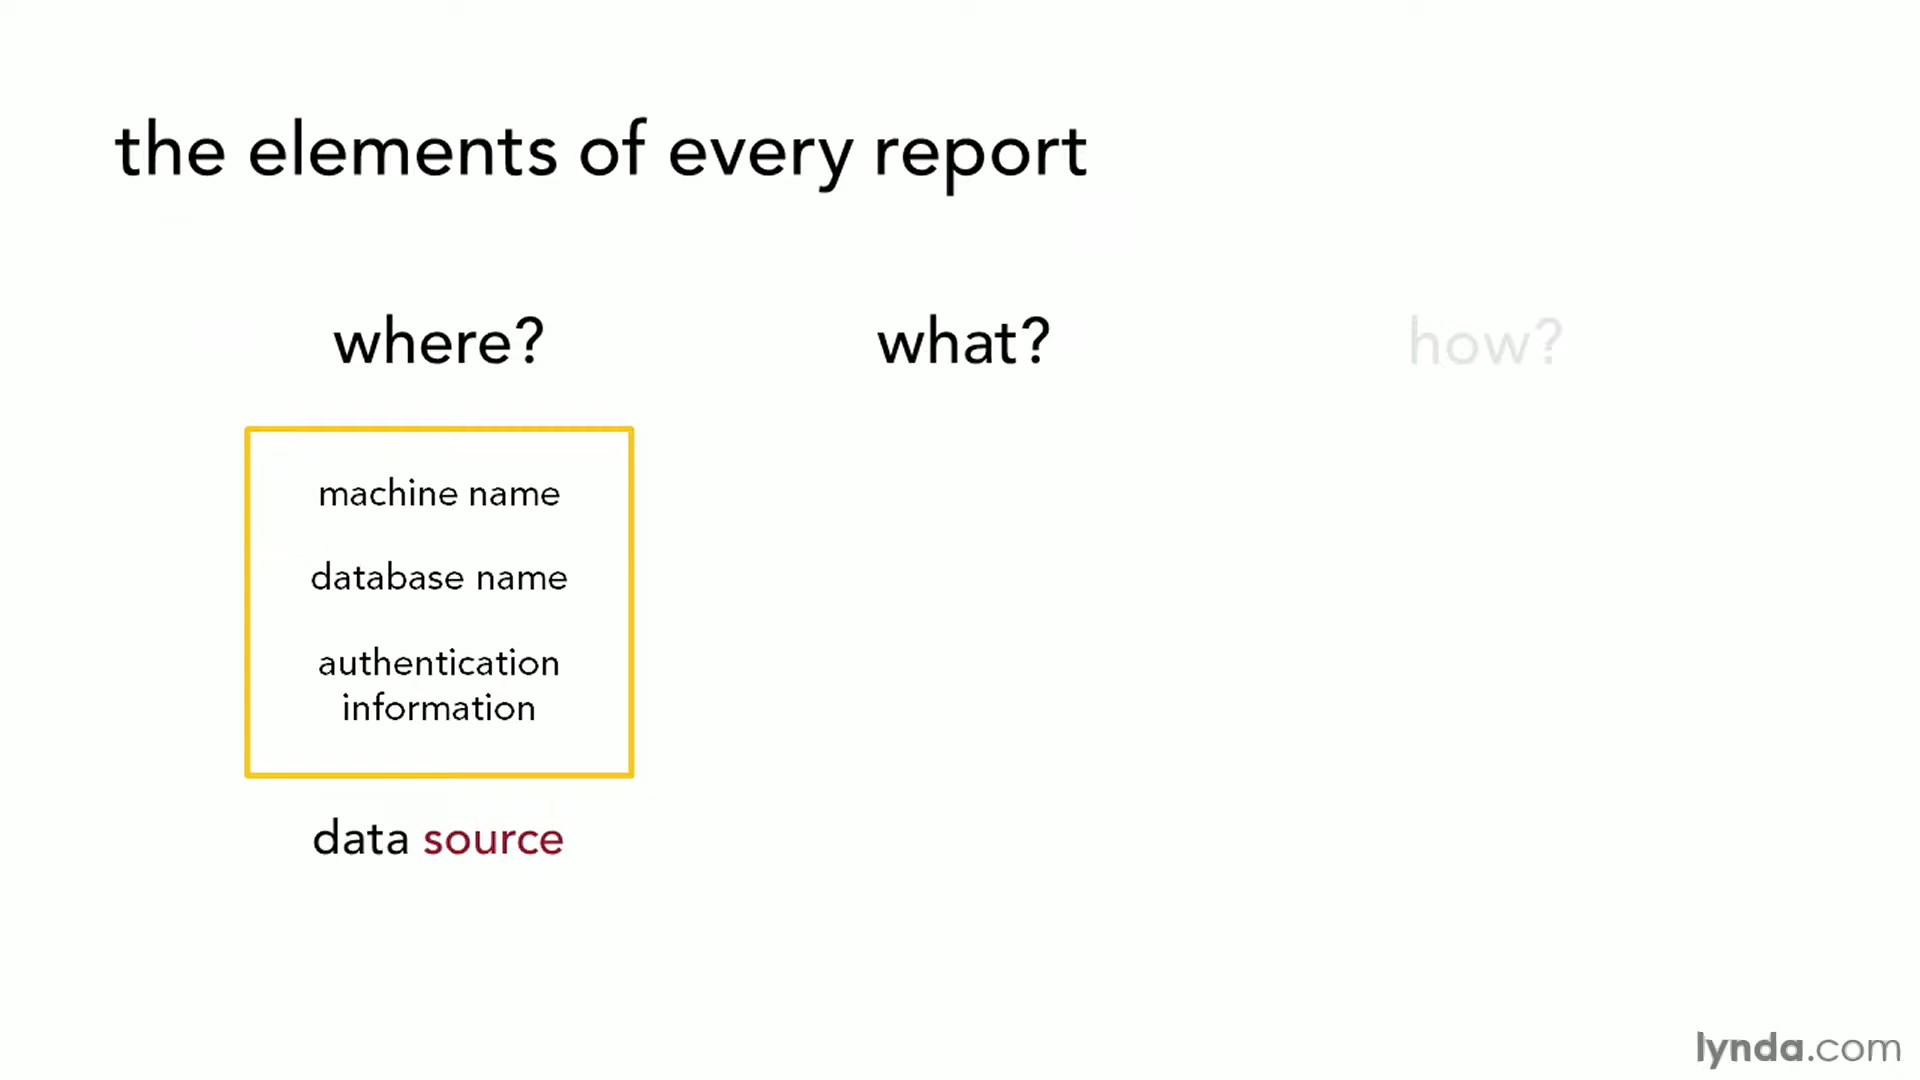 the elements of every report
where?
what?
how?
machine name
database name
authentication
information
data source
lynda.com